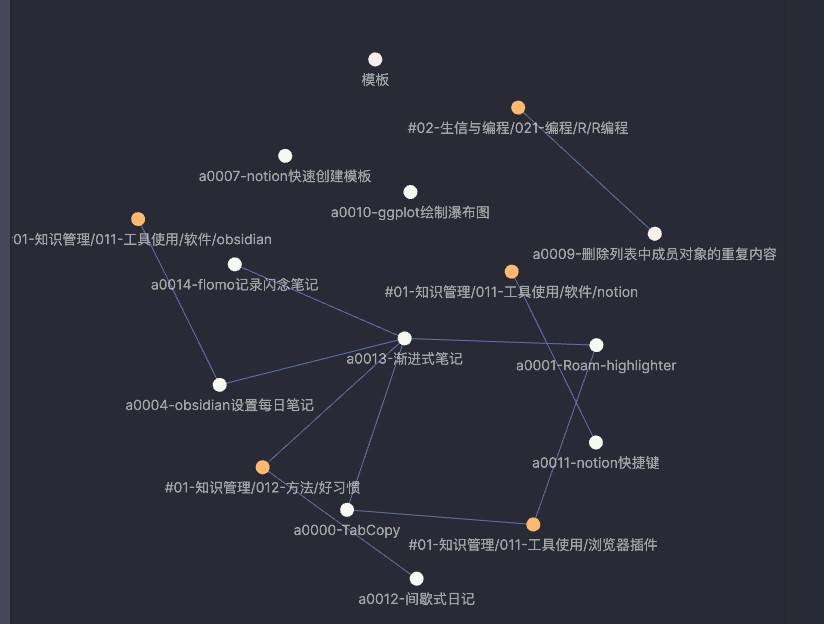 模板
#02-生信与编程/021-编程/R/R编程
a0007-notion快速创建模板
a0010-ggplot绘制瀑布图
01-知识管理/011-工具使用/软件/obsidian
a0009-删除列表中成员对象的重复内容
a0014-flomo记录闪念笔记
#01-知识管理/011-工具使用/软件/notion
a0013-渐进式笔记
a0001-Roam-highlighter
a0004-obsidian设置每日笔记
a0011-notion快捷键
#01-知识管理/012-方法/好习惯
a0000-TabCopy
#01-知识管理/011-工具使用/浏览器插件
a0012-间歇式日记